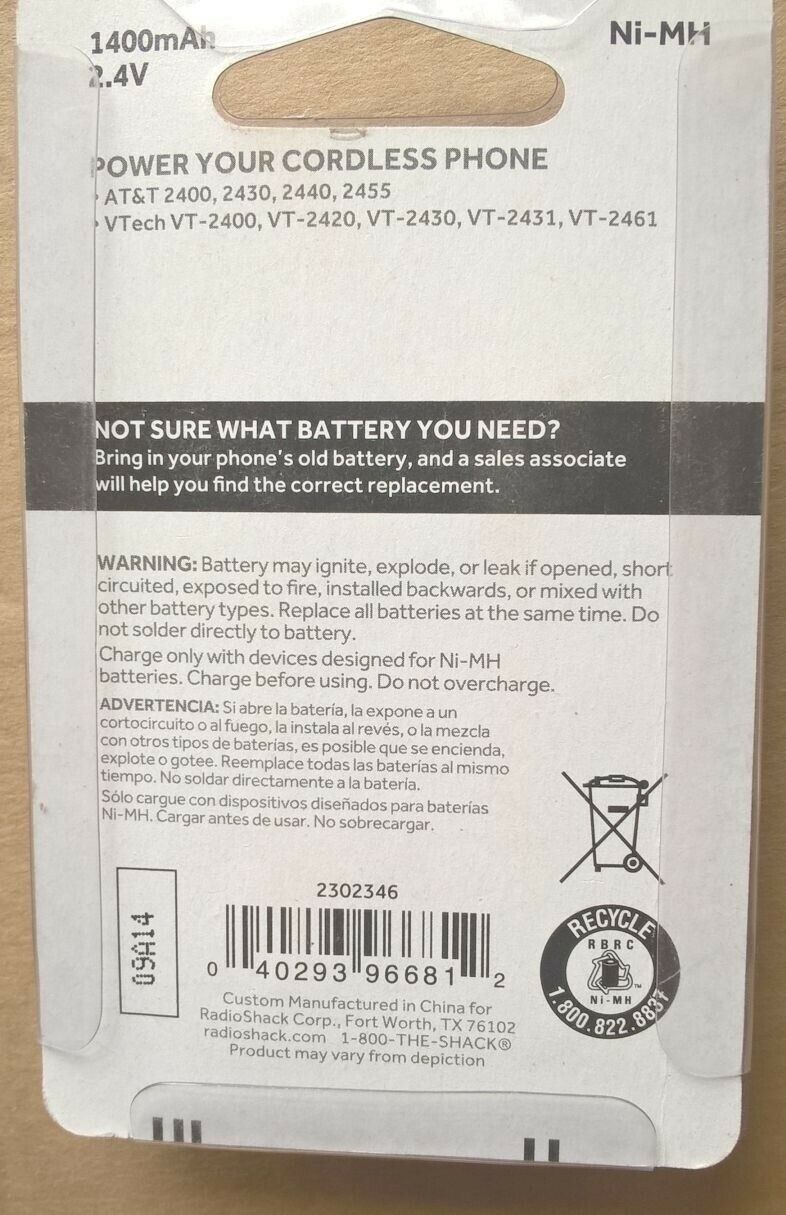 1400mAh
Ni-MH
2.4V
POWER YOUR CORDLESS PHONE
• AT&T 2400, 2430, 2440, 2455
• VTech VT-2400, VT-2420, VT-2430, VT-2431, VT-2461
NOT SURE WHAT BATTERY YOU NEED?
Bring in your phone's old battery, and a sales associate
will help you find the correct replacement.
WARNING: Battery may ignite, explode, or leak if opened, short
circuited, exposed to fire, installed backwards, or mixed with
other battery types. Replace all batteries at the same time. Do
not solder directly to battery.
Charge only with devices designed for Ni-MH
batteries. Charge before using. Do not overcharge.
ADVERTENCIA: Si abre la batería, la expone a un
cortocircuito o al fuego, la instala al revés, o la mezcla
con otros tipos de baterías, es posible que se encienda,
explote o gotee. Reemplace todas las baterías al mismo
tiempo. No soldar directamente a la batería.
Sólo cargue con dispositivos diseñados para baterías
Ni-MH. Cargar antes de usar. No sobrecargar.
09A14
2302346
0 40293 96681 2
RECYCLE
RBRC
™
Ni-MH
1.800.822.8837
Custom Manufactured in China for
RadioShack Corp., Fort Worth, TX 76102
radioshack.com 1-800-THE-SHACK®
Product may vary from depiction